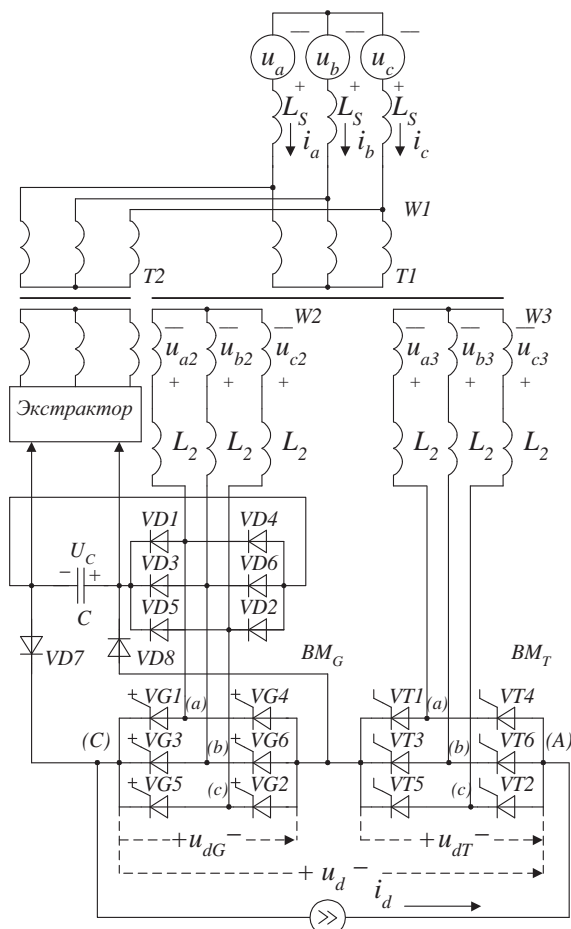 − − −
u_a u_b u_c
+ + +
L_S L_S L_S
i_a i_b i_c
W1
T2 T1
W2 W3
− u_a2 + − u_b2 − u_c2 +
− u_a3 + − u_b3 − u_c3 +
Экстрактор
L_2 L_2 L_2 L_2 L_2 L_2
VD1 VD4
U_C
− +
VD3 VD6
C
VD5 VD2
VD7 VD8 BM_G BM_T
VG1 (a) VG4 VT1 (a) VT4
+ +
(C) VG3 (b) VG6 VT3 (b) VT6 (A)
+ +
VG5 (c) VG2 VT5 (c) VT2
+ +
+ u_dG − + u_dT −
+ u_d −
i_d